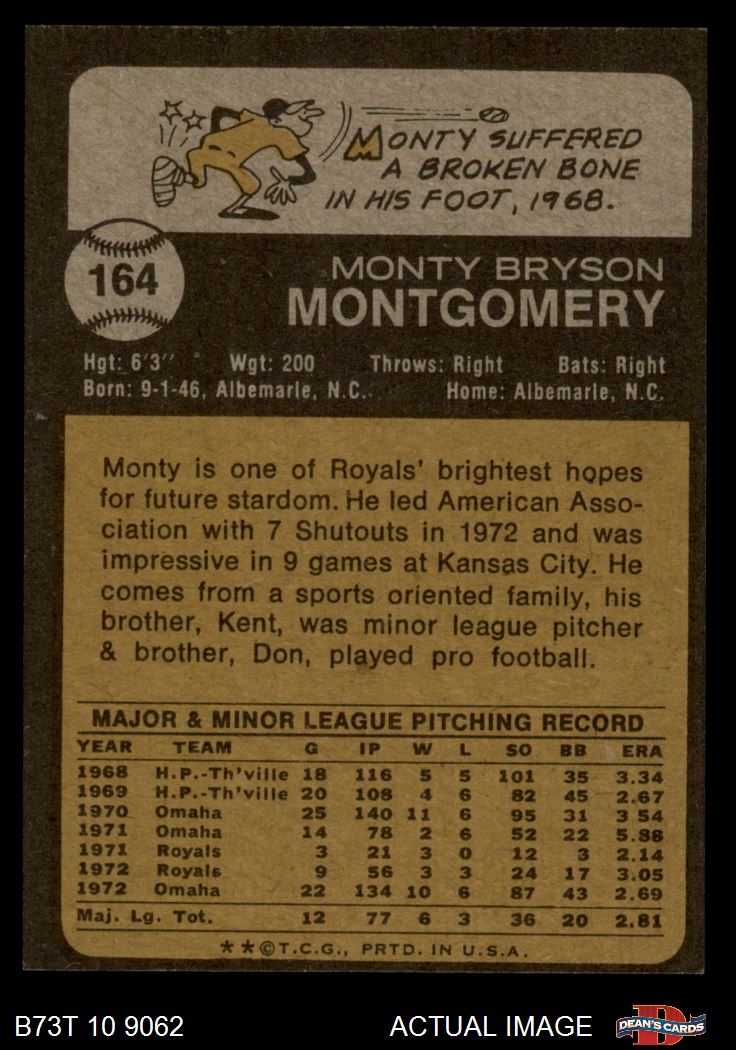 MONTY SUFFERED
A BROKEN BONE
IN HIS FOOT, 1968.
164
MONTY BRYSON
MONTGOMERY
Hgt: 6'3" Wgt: 200 Throws: Right Bats: Right
Born: 9-1-46, Albemarle, N.C. Home: Albemarle, N.C.
Monty is one of Royals' brightest hopes
for future stardom. He led American Asso-
ciation with 7 Shutouts in 1972 and was
impressive in 9 games at Kansas City. He
comes from a sports oriented family, his
brother, Kent, was minor league pitcher
& brother, Don, played pro football.
MAJOR & MINOR LEAGUE PITCHING RECORD
YEAR TEAM G IP W L SO BB ERA
1968 H.P.-Th'ville 18 116 5 5 101 35 3.34
1969 H.P.-Th'ville 20 108 4 6 82 45 2.67
1970 Omaha 25 140 11 6 95 31 3 54
1971 Omaha 14 78 2 6 52 22 5.88
1971 Royals 3 21 3 0 12 3 2.14
1972 Royals 9 56 3 3 24 17 3.05
1972 Omaha 22 134 10 6 87 43 2.69
Maj. Lg. Tot. 12 77 6 3 36 20 2.81
**©T.C.G., PRTD. IN U.S.A.
B73T 10 9062 ACTUAL IMAGE D DEAN'S CARDS